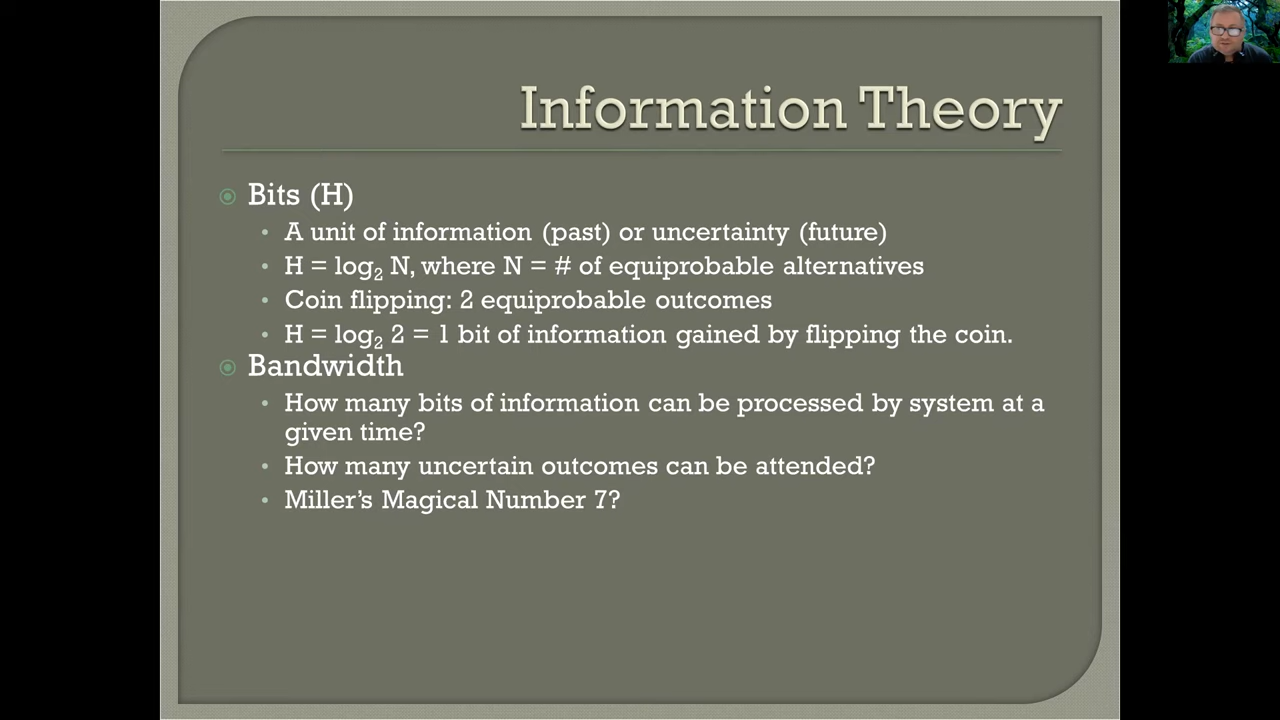 Information Theory
Bits (H)
A unit of information (past) or uncertainty (future)
H = log₂ N, where N = # of equiprobable alternatives
Coin flipping: 2 equiprobable outcomes
H = log₂ 2 = 1 bit of information gained by flipping the coin.
Bandwidth
How many bits of information can be processed by system at a
given time?
How many uncertain outcomes can be attended?
Miller’s Magical Number 7?